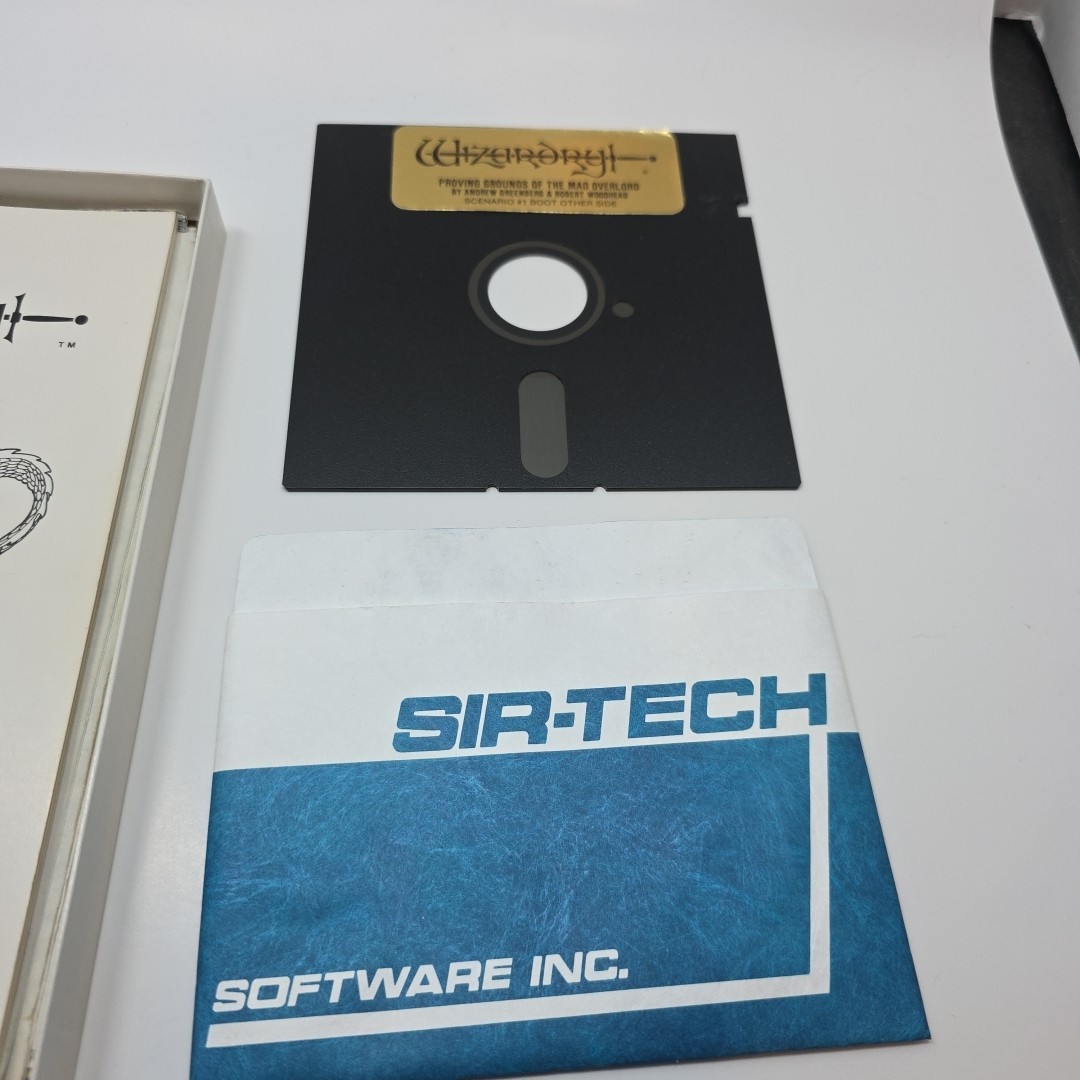 Wizardry
PROVING GROUNDS OF THE MAD OVERLORD
BY ANDREW GREENBERG & ROBERT WOODHEAD
SCENARIO #1 BOOT OTHER SIDE
TM
SIR-TECH
SOFTWARE INC.